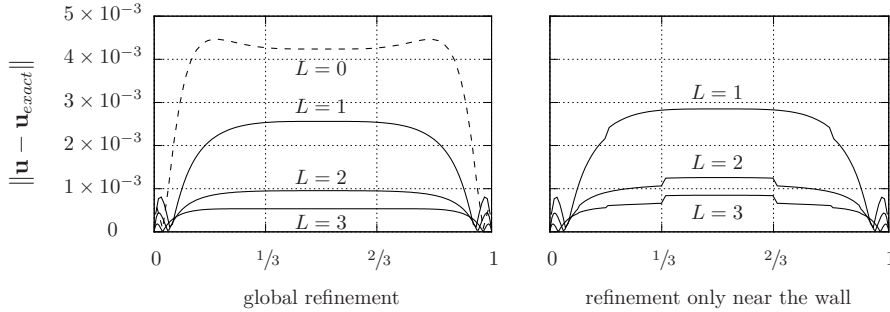 ‖u − u_exact‖
5 × 10⁻³
4 × 10⁻³
3 × 10⁻³
2 × 10⁻³
1 × 10⁻³
0
L = 0
L = 1
L = 2
L = 3
0 1/3 2/3 1
global refinement
L = 1
L = 2
L = 3
0 1/3 2/3 1
refinement only near the wall